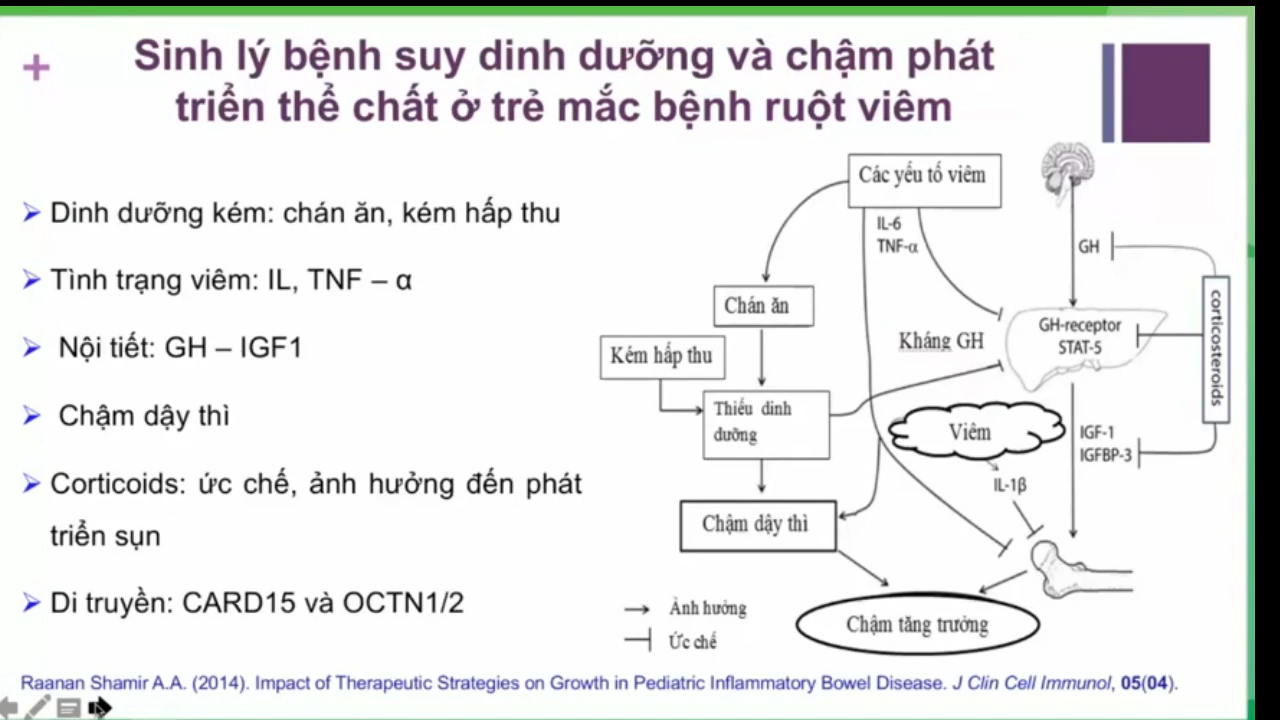 Sinh lý bệnh suy dinh dưỡng và chậm phát
triển thể chất ở trẻ mắc bệnh ruột viêm
Dinh dưỡng kém: chán ăn, kém hấp thu
Tình trạng viêm: IL, TNF – α
Nội tiết: GH – IGF1
Chậm dậy thì
Corticoids: ức chế, ảnh hưởng đến phát
triển sụn
Di truyền: CARD15 và OCTN1/2
Các yếu tố viêm
IL-6
TNF-α
GH
Chán ăn
corticosteroids
GH-receptor
STAT-5
Kháng GH
Kém hấp thu
Thiếu dinh
dưỡng
Viêm
IGF-1
IGFBP-3
IL-1β
Chậm dậy thì
Ảnh hưởng
Ức chế
Chậm tăng trưởng
Raanan Shamir A.A. (2014). Impact of Therapeutic Strategies on Growth in Pediatric Inflammatory Bowel Disease. J Clin Cell Immunol, 05(04).